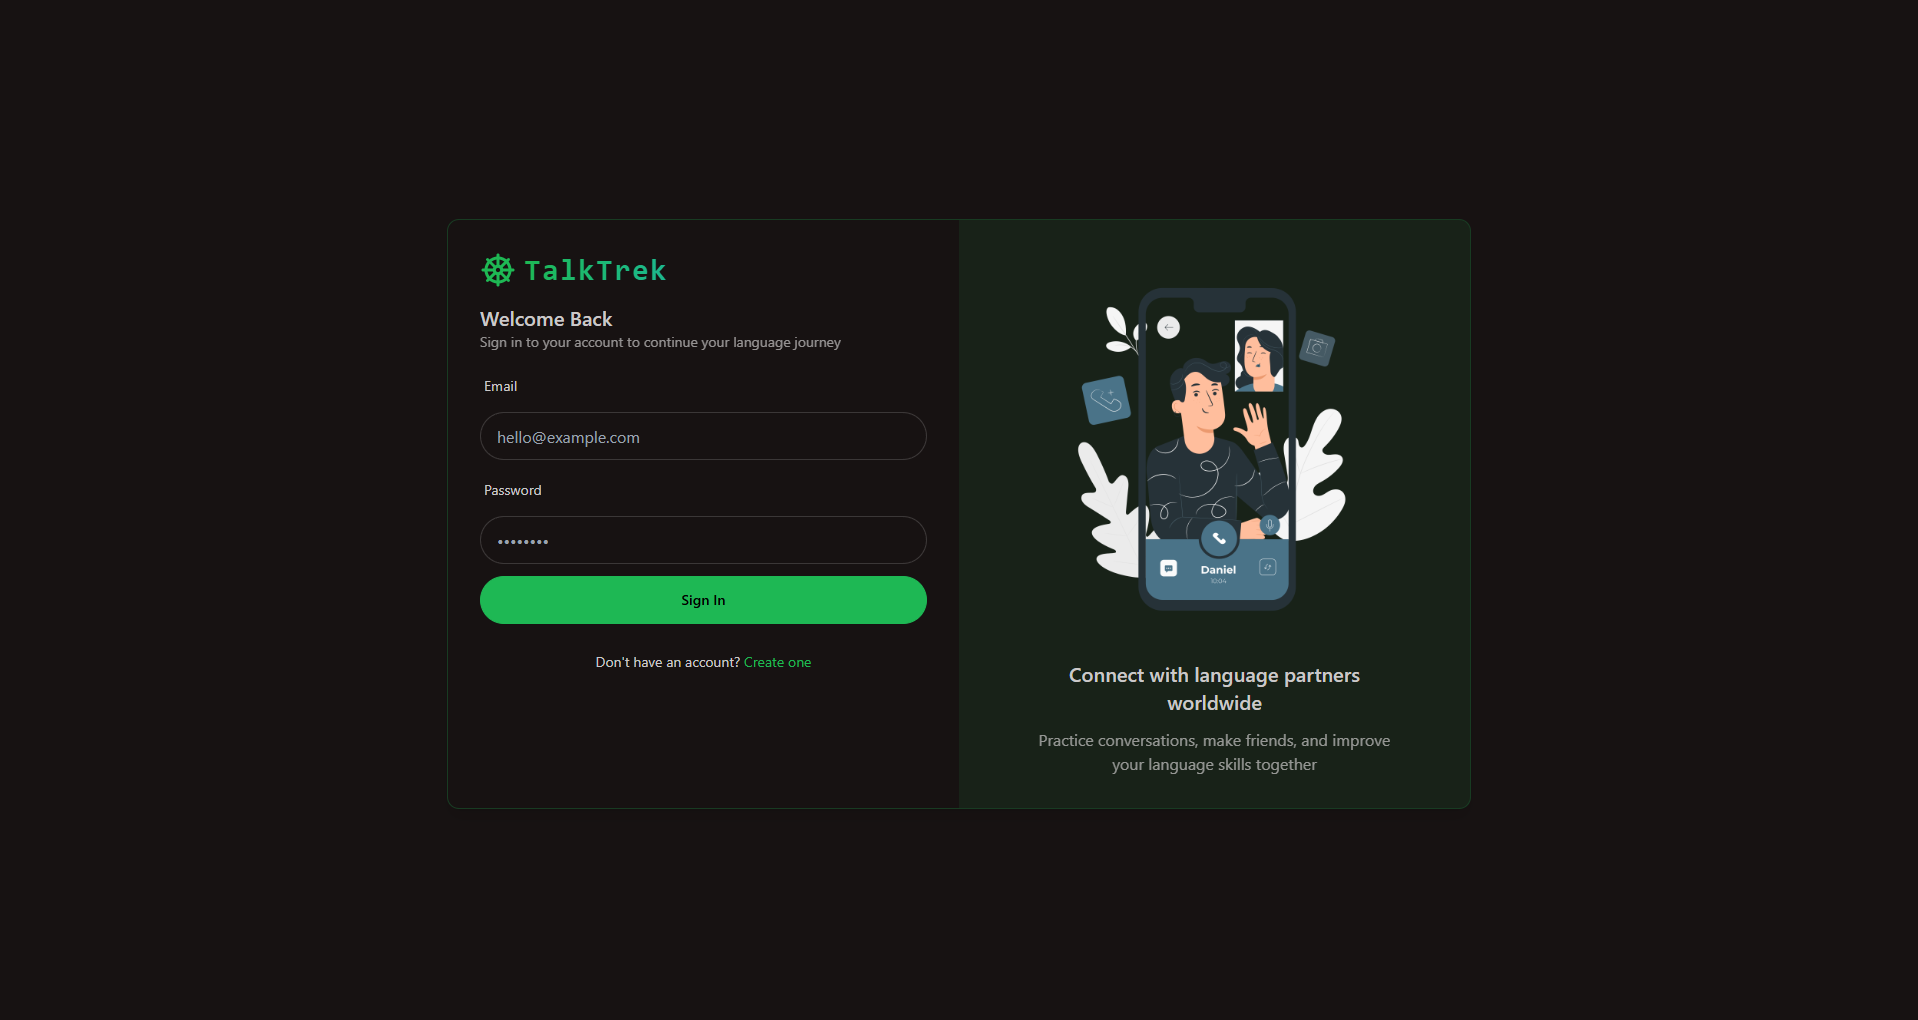 TalkTrek
Welcome Back
Sign in to your account to continue your language journey
Email
hello@example.com
Password
••••••••
Sign In
Don't have an account? Create one
Daniel
10:04
Connect with language partners
worldwide
Practice conversations, make friends, and improve
your language skills together